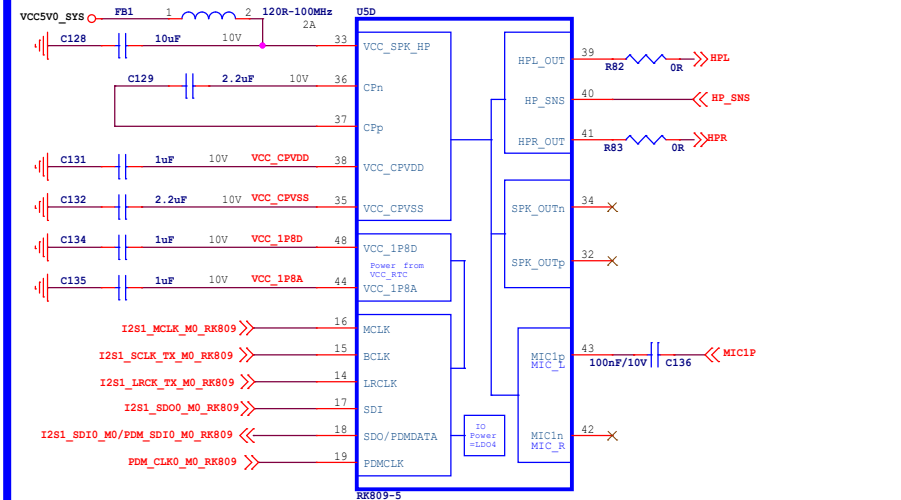 VCC5V0_SYS FB1 1 2 120R-100MHz U5D
2A
C128 10uF 10V 33 VCC_SPK_HP
39 HPL_OUT R82 0R HPL
C129 2.2uF 10V 36 CPn
40 HP_SNS HP_SNS
37 CPp
41 HPR_OUT R83 0R HPR
C131 1uF 10V VCC_CPVDD 38 VCC_CPVDD
C132 2.2uF 10V VCC_CPVSS 35 VCC_CPVSS
SPK_OUTn 34
C134 1uF 10V VCC_1P8D 48 VCC_1P8D
Power from
VCC_RTC
SPK_OUTp 32
C135 1uF 10V VCC_1P8A 44 VCC_1P8A
I2S1_MCLK_M0_RK809 16 MCLK
I2S1_SCLK_TX_M0_RK809 15 BCLK
MIC1p 43 MIC1P
MIC_L 100nF/10V C136
I2S1_LRCK_TX_M0_RK809 14 LRCLK
I2S1_SDO0_M0_RK809 17 SDI
I2S1_SDI0_M0/PDM_SDI0_M0_RK809 18 SDO/PDMDATA
IO
Power
=LDO4
MIC1n 42
MIC_R
PDM_CLK0_M0_RK809 19 PDMCLK
RK809-5